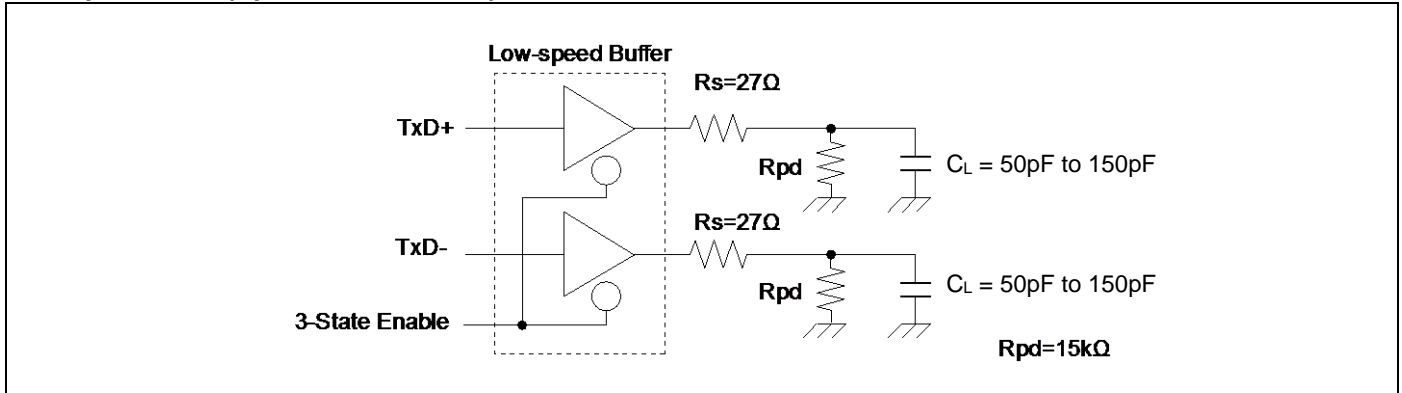 Low-speed Buffer
Rs=27Ω
TxD+
Rpd
CL = 50pF to 150pF
Rs=27Ω
TxD-
Rpd
CL = 50pF to 150pF
3-State Enable
Rpd=15kΩ